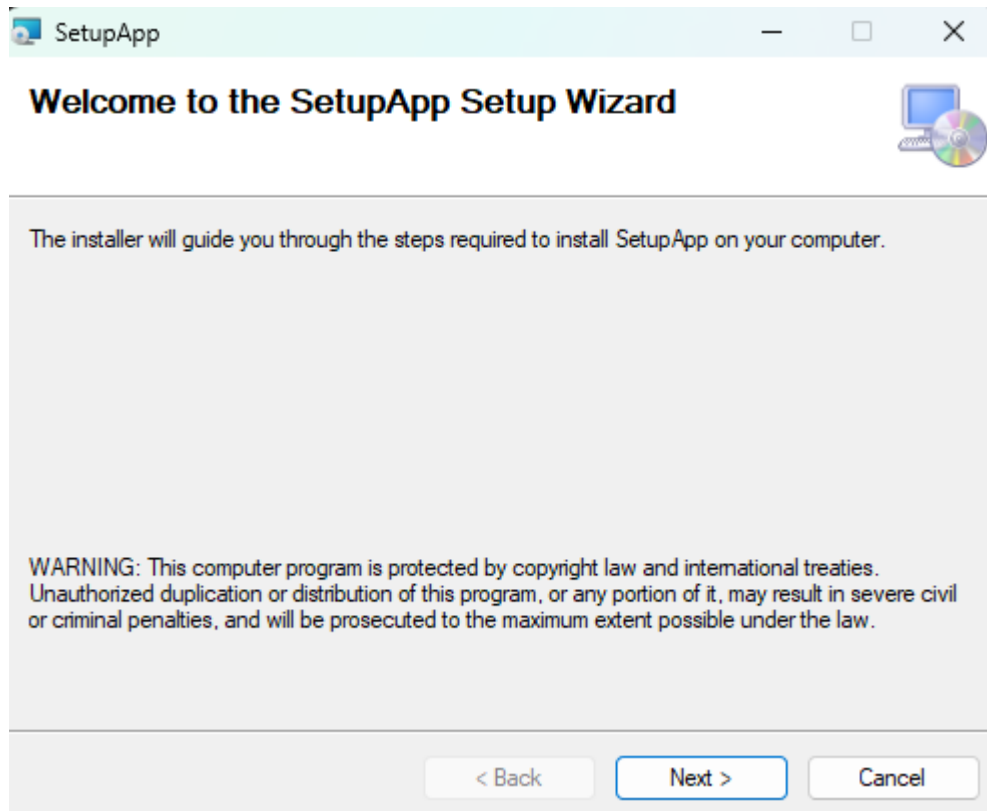 SetupApp
Welcome to the SetupApp Setup Wizard
The installer will guide you through the steps required to install SetupApp on your computer.
WARNING: This computer program is protected by copyright law and international treaties.
Unauthorized duplication or distribution of this program, or any portion of it, may result in severe civil
or criminal penalties, and will be prosecuted to the maximum extent possible under the law.
< Back Next > Cancel